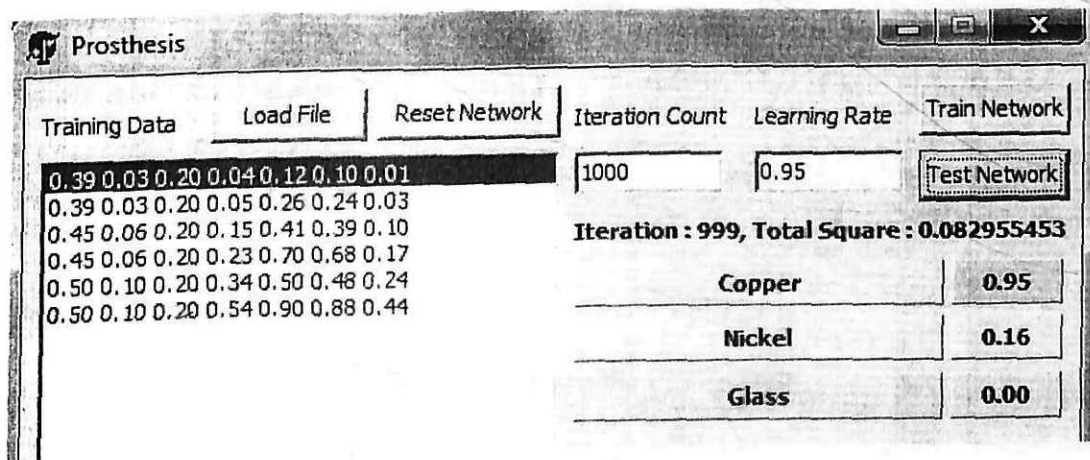 Prosthesis
Training Data
Load File
Reset Network
Iteration Count
Learning Rate
Train Network
0.39 0.03 0.20 0.04 0.12 0.10 0.01
0.39 0.03 0.20 0.05 0.26 0.24 0.03
0.45 0.06 0.20 0.15 0.41 0.39 0.10
0.45 0.06 0.20 0.23 0.70 0.68 0.17
0.50 0.10 0.20 0.34 0.50 0.48 0.24
0.50 0.10 0.20 0.54 0.90 0.88 0.44
1000
0.95
Test Network
Iteration : 999, Total Square : 0.082955453
Copper 0.95
Nickel 0.16
Glass 0.00